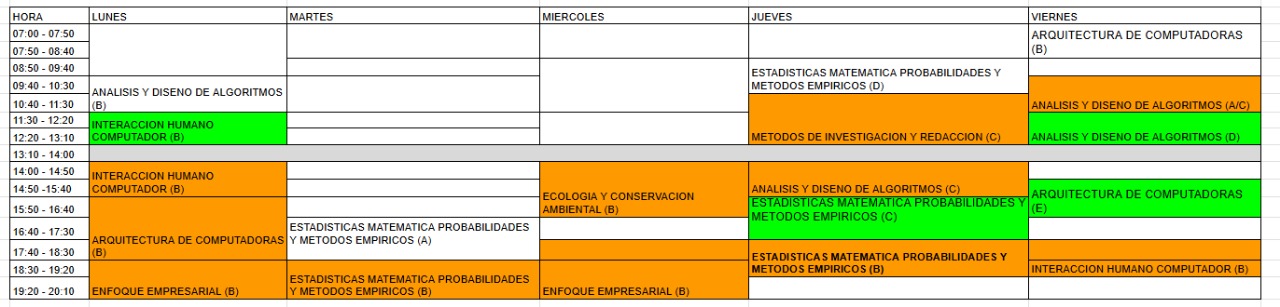 HORA LUNES MARTES MIERCOLES JUEVES VIERNES
07:00 - 07:50
ARQUITECTURA DE COMPUTADORAS
(B)
07:50 - 08:40
08:50 - 09:40
ESTADISTICAS MATEMATICA PROBABILIDADES Y
METODOS EMPIRICOS (D)
09:40 - 10:30
ANALISIS Y DISENO DE ALGORITMOS
(B)
10:40 - 11:30
ANALISIS Y DISENO DE ALGORITMOS (A/C)
11:30 - 12:20
INTERACCION HUMANO
COMPUTADOR (B)
12:20 - 13:10
METODOS DE INVESTIGACION Y REDACCION (C)
ANALISIS Y DISENO DE ALGORITMOS (D)
13:10 - 14:00
14:00 - 14:50
INTERACCION HUMANO
COMPUTADOR (B)
14:50 -15:40
ANALISIS Y DISENO DE ALGORITMOS (C)
ARQUITECTURA DE COMPUTADORAS
(E)
ECOLOGIA Y CONSERVACION
AMBIENTAL (B)
15:50 - 16:40
ESTADISTICAS MATEMATICA PROBABILIDADES Y
METODOS EMPIRICOS (C)
16:40 - 17:30
ESTADISTICAS MATEMATICA PROBABILIDADES
Y METODOS EMPIRICOS (A)
ARQUITECTURA DE COMPUTADORAS
(B)
17:40 - 18:30
ESTADISTICAS MATEMATICA PROBABILIDADES Y
METODOS EMPIRICOS (B)
18:30 - 19:20
INTERACCION HUMANO COMPUTADOR (B)
19:20 - 20:10
ENFOQUE EMPRESARIAL (B)
ESTADISTICAS MATEMATICA PROBABILIDADES
Y METODOS EMPIRICOS (B)
ENFOQUE EMPRESARIAL (B)